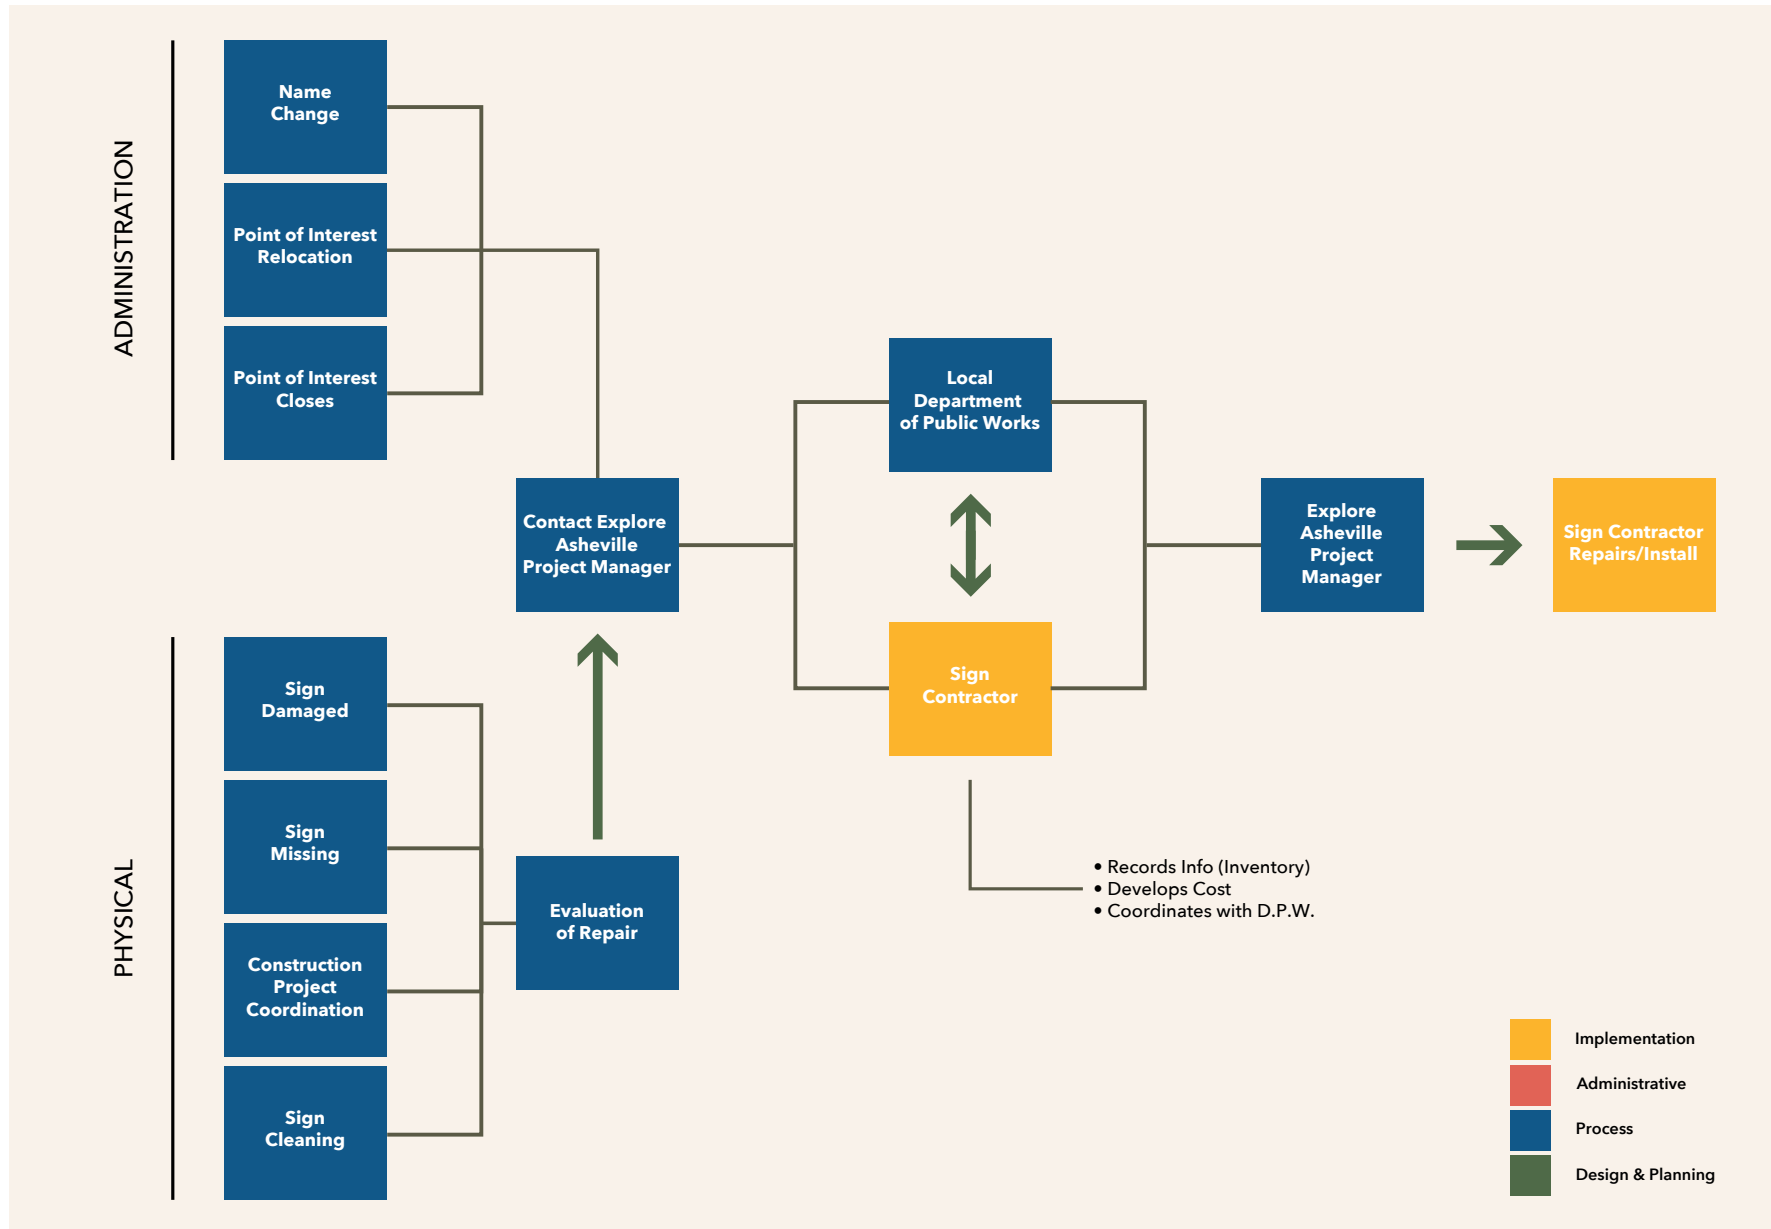 ADMINISTRATION
Name
Change
Point of Interest
Relocation
Point of Interest
Closes
Contact Explore
Asheville
Project Manager
Local
Department
of Public Works
Sign
Contractor
Explore
Asheville
Project
Manager
Sign Contractor
Repairs/Install
PHYSICAL
Sign
Damaged
Sign
Missing
Construction
Project
Coordination
Sign
Cleaning
Evaluation
of Repair
• Records Info (Inventory)
• Develops Cost
• Coordinates with D.P.W.
Implementation
Administrative
Process
Design & Planning